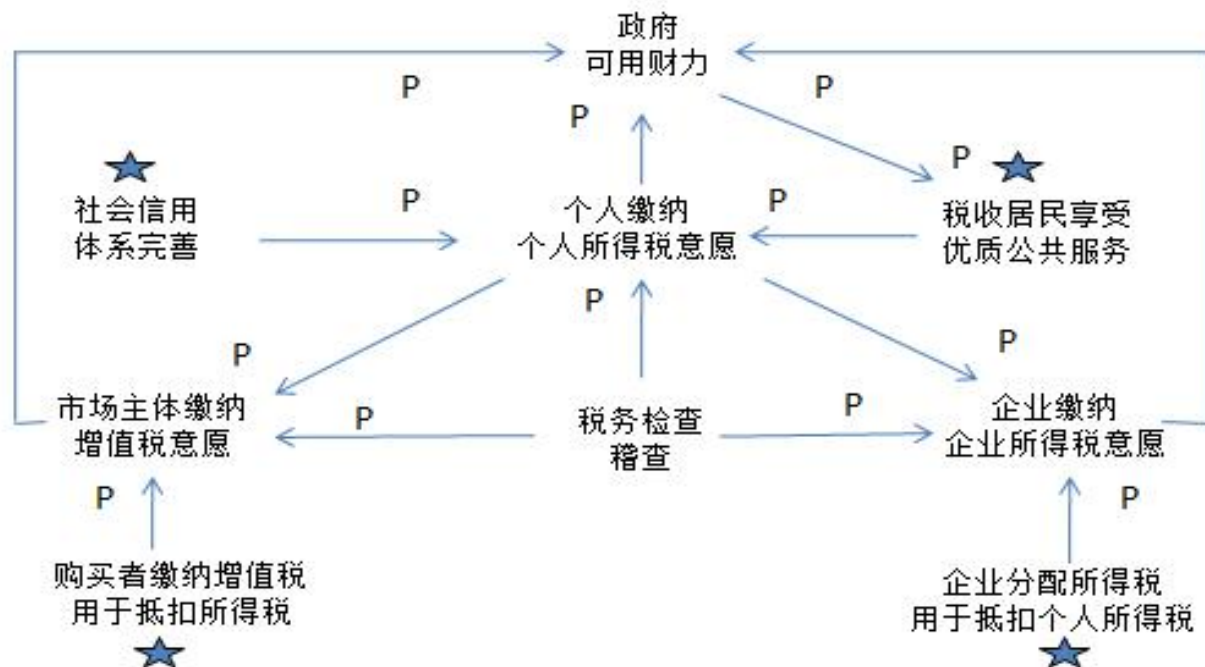 政府
可用财力
P
P
P
P
社会信用
体系完善
P
个人缴纳
个人所得税意愿
P
税收居民享受
优质公共服务
P
P
P
市场主体缴纳
增值税意愿
P
税务检查
稽查
P
企业缴纳
企业所得税意愿
P
P
购买者缴纳增值税
用于抵扣所得税
企业分配所得税
用于抵扣个人所得税